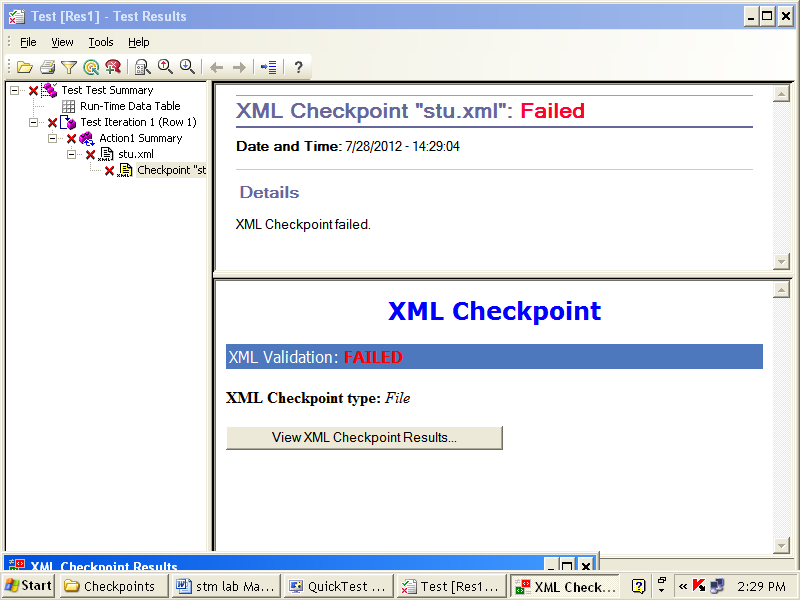 Test [Res1] - Test Results
File View Tools Help
Test Test Summary
Run-Time Data Table
Test Iteration 1 (Row 1)
Action1 Summary
stu.xml
Checkpoint "st
XML Checkpoint "stu.xml": Failed
Date and Time: 7/28/2012 - 14:29:04
Details
XML Checkpoint failed.
XML Checkpoint
XML Validation: FAILED
XML Checkpoint type: File
View XML Checkpoint Results...
XML Checkpoint Results
Start Checkpoints stm lab Ma... QuickTest ... Test [Res1... XML Check... « 2:29 PM